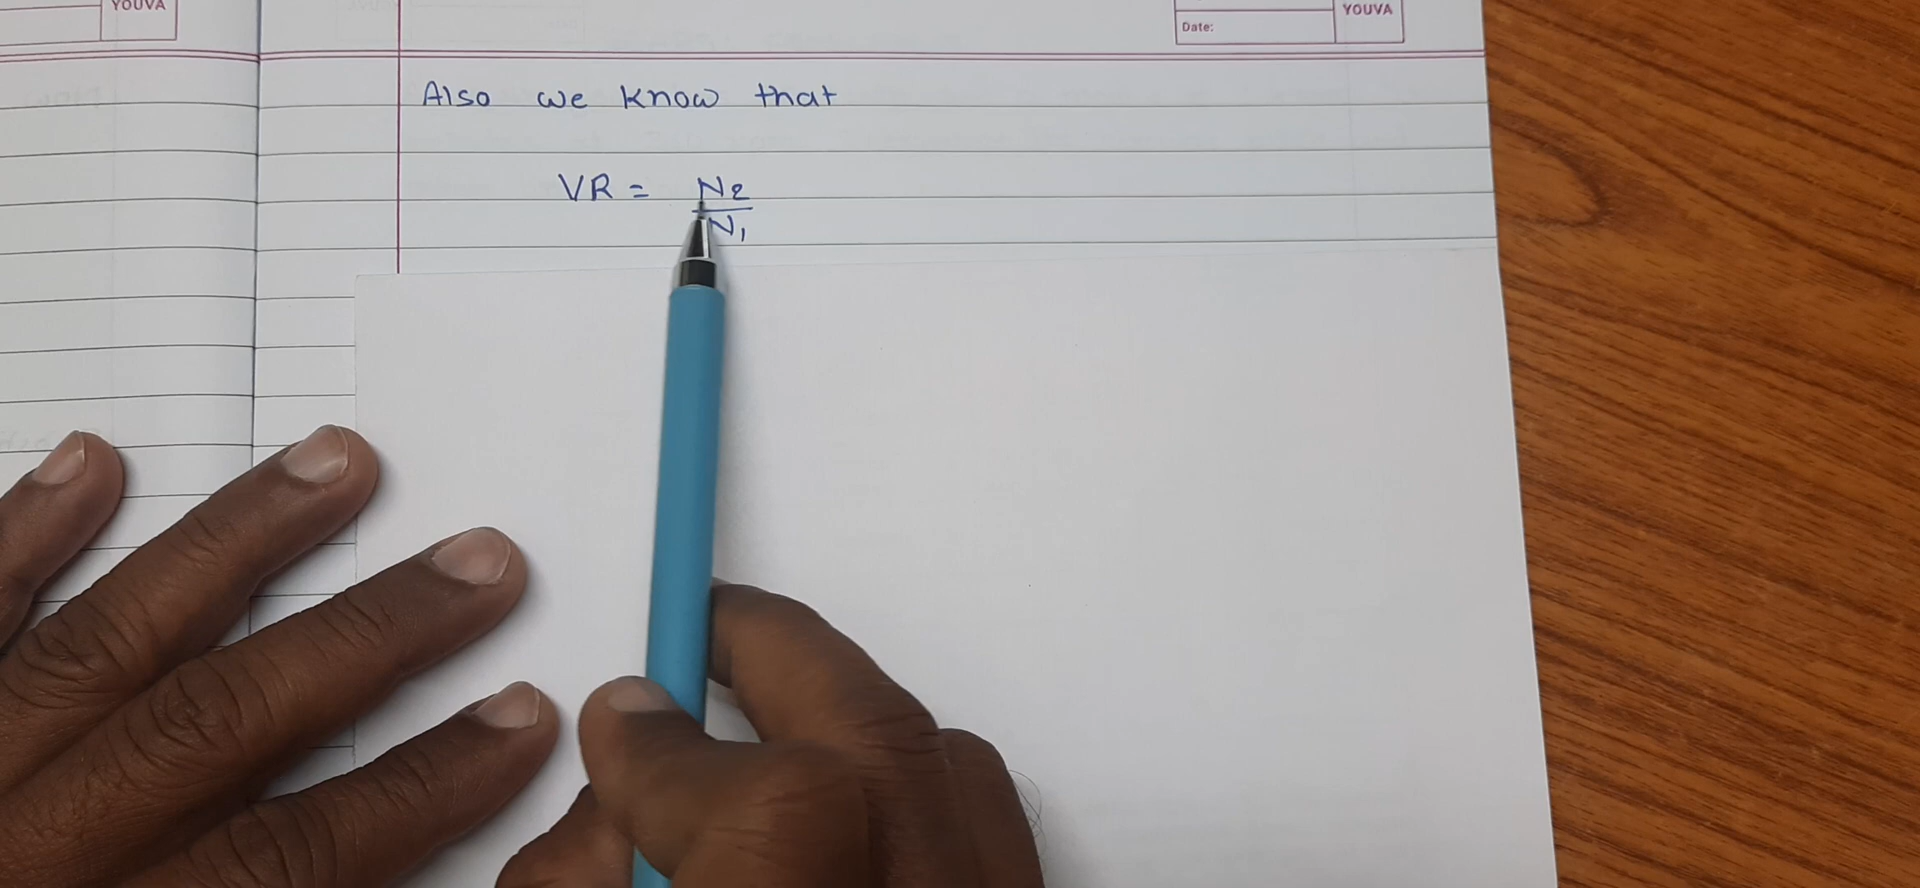 YOUVA
YOUVA
Date:
Also we know that
VR = N2
N1